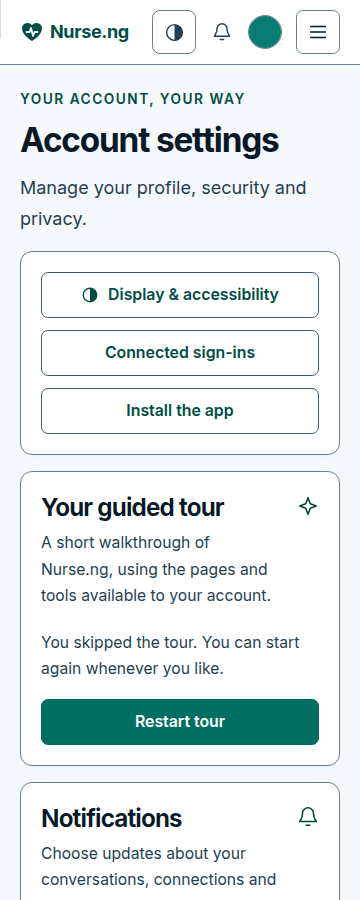 Nurse.ng
YOUR ACCOUNT, YOUR WAY
Account settings
Manage your profile, security and
privacy.
Display & accessibility
Connected sign-ins
Install the app
Your guided tour
A short walkthrough of
Nurse.ng, using the pages and
tools available to your account.
You skipped the tour. You can start
again whenever you like.
Restart tour
Notifications
Choose updates about your
conversations, connections and